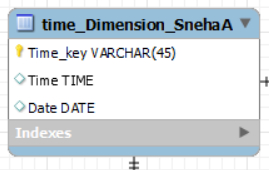 time_Dimension_SnehaA
Time_key VARCHAR(45)
Time TIME
Date DATE
Indexes